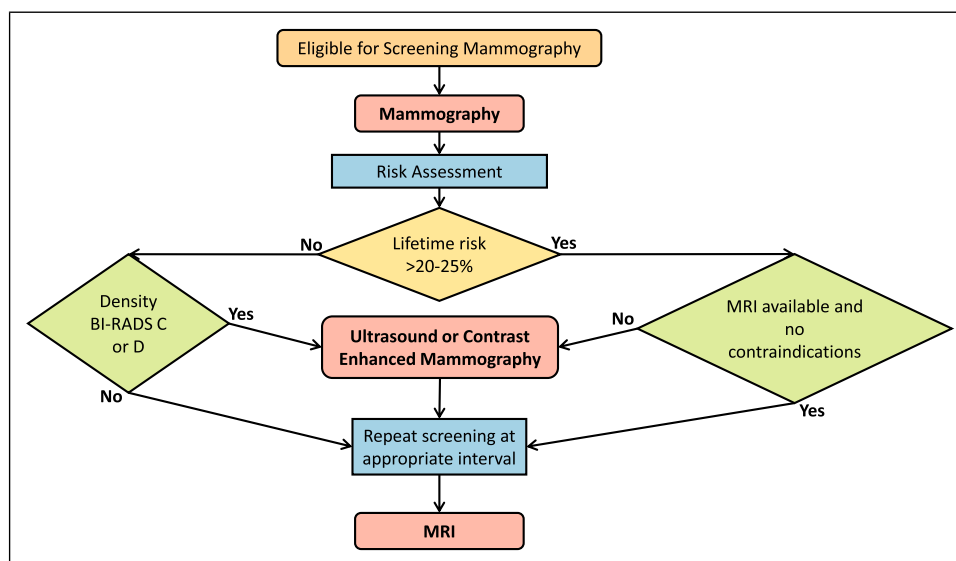 Eligible for Screening Mammography
Mammography
Risk Assessment
No
Lifetime risk
>20-25%
Yes
Density
BI-RADS C
or D
Yes
Ultrasound or Contrast
Enhanced Mammography
No
MRI available and
no
contraindications
No
Yes
Repeat screening at
appropriate interval
MRI